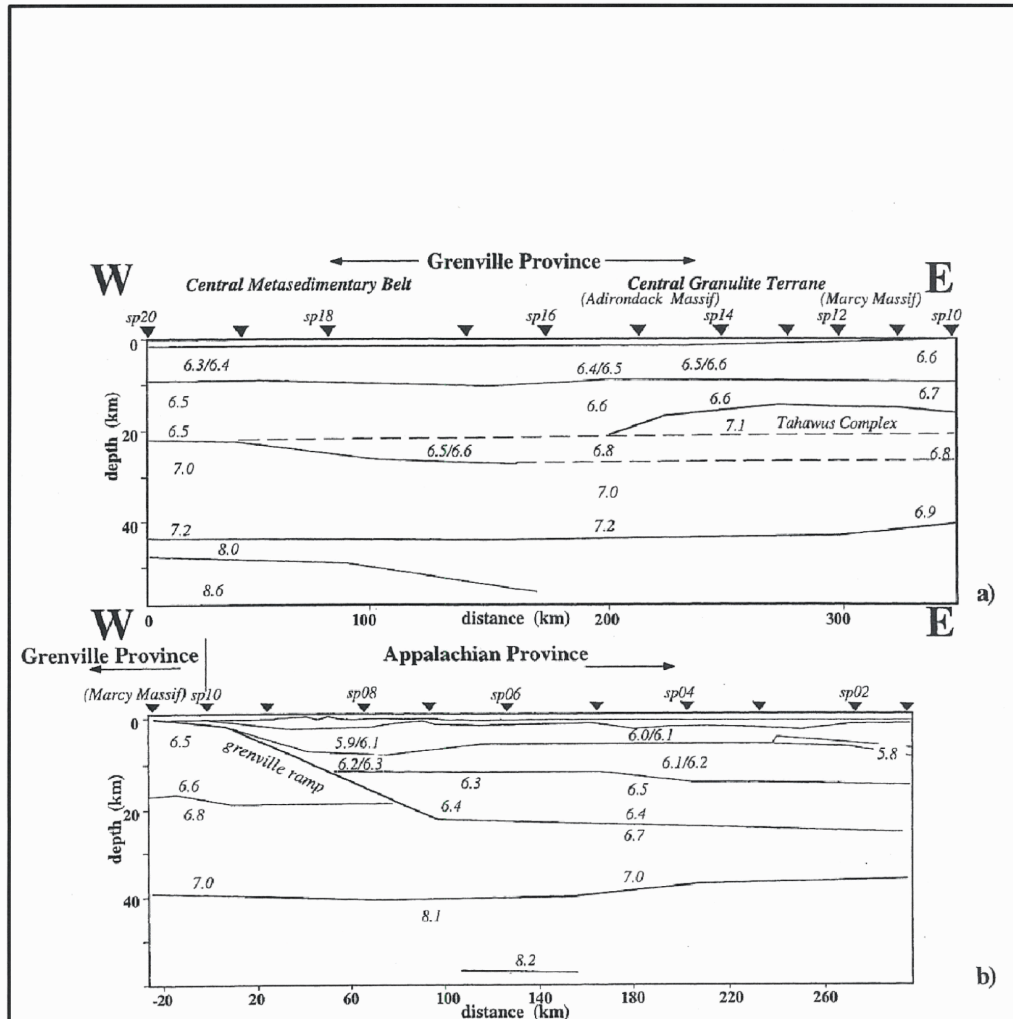 W E
Grenville Province
Central Metasedimentary Belt Central Granulite Terrane
(Adirondack Massif) (Marcy Massif)
sp20 sp18 sp16 sp14 sp12 sp10
0
6.3/6.4 6.4/6.5 6.5/6.6 6.6
6.5 6.6 6.6 6.7
20
6.5 7.1 Tahawus Complex
6.5/6.6 6.8 6.8
7.0 7.0
depth (km)
40
7.2 7.2 6.9
8.0
8.6
a)
0 100 200 300
distance (km)
W E
Grenville Province Appalachian Province
(Marcy Massif) sp10 sp08 sp06 sp04 sp02
0
6.5 5.9/6.1 6.0/6.1 5.8
grenville ramp 6.2/6.3 6.1/6.2
6.6 6.3 6.5
20
6.8 6.4 6.4
6.7
depth (km)
7.0 7.0
40
8.1
8.2
b)
-20 20 60 100 140 180 220 260
distance (km)